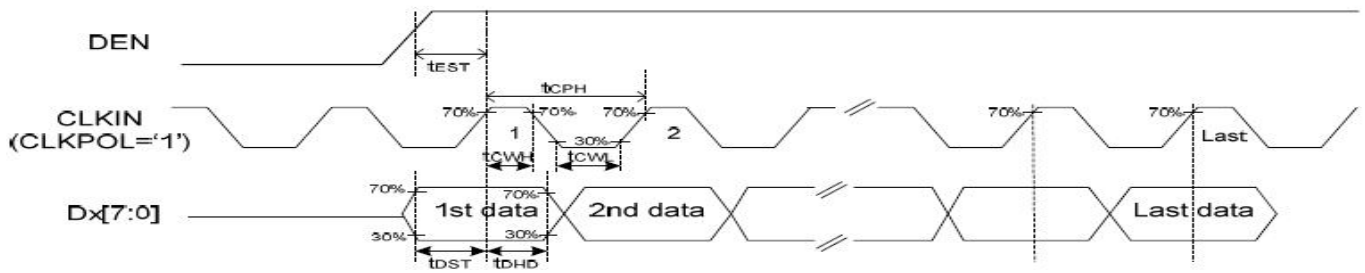 DEN
tEST
tCPH
CLKIN
(CLKPOL=‘1’)
70% 70% 70% 70% 70%
1 2 Last
30%
tCWH tCWL
70% 70%
Dx[7:0] 1st data 2nd data Last data
30% 30%
tDST tDHD